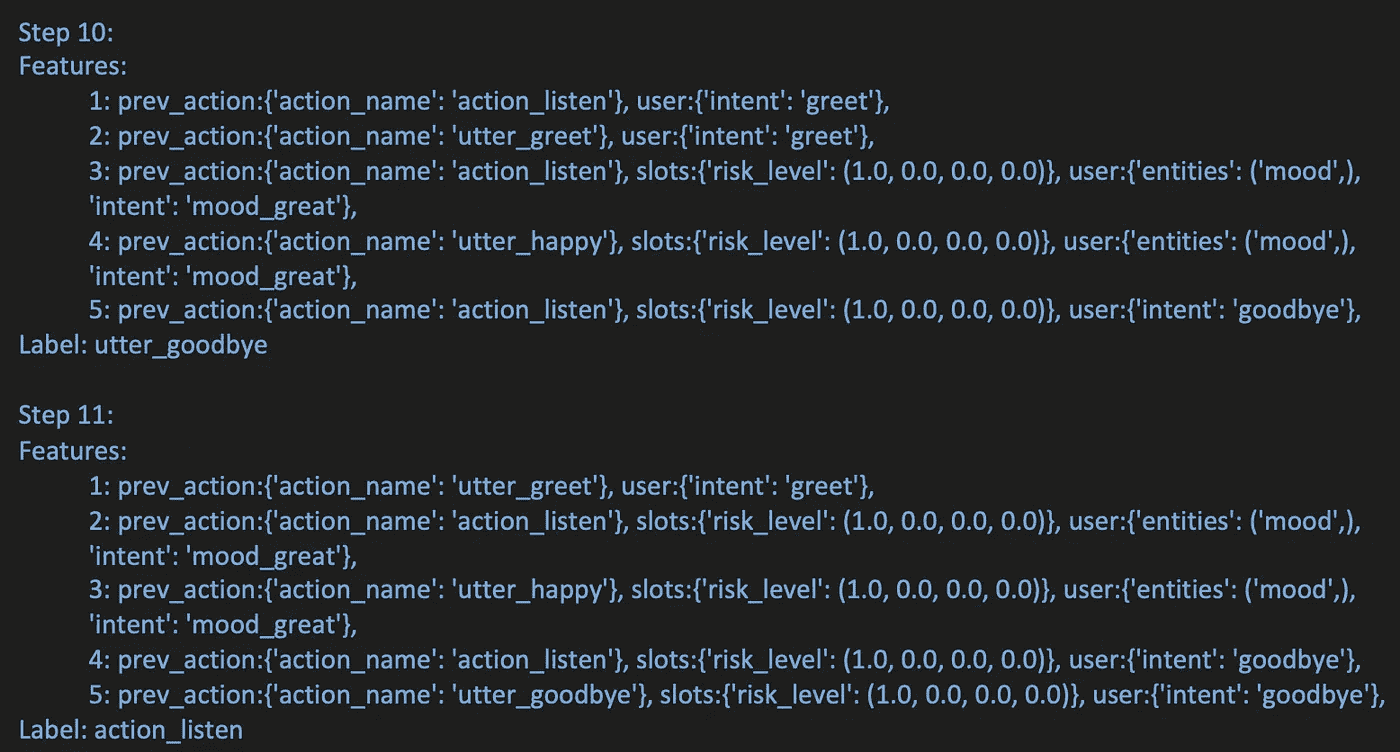 Step 10:
Features:
1: prev_action:{'action_name': 'action_listen'}, user:{'intent': 'greet'},
2: prev_action:{'action_name': 'utter_greet'}, user:{'intent': 'greet'},
3: prev_action:{'action_name': 'action_listen'}, slots:{'risk_level': (1.0, 0.0, 0.0, 0.0)}, user:{'entities': ('mood',),
'intent': 'mood_great'},
4: prev_action:{'action_name': 'utter_happy'}, slots:{'risk_level': (1.0, 0.0, 0.0, 0.0)}, user:{'entities': ('mood',),
'intent': 'mood_great'},
5: prev_action:{'action_name': 'action_listen'}, slots:{'risk_level': (1.0, 0.0, 0.0, 0.0)}, user:{'intent': 'goodbye'},
Label: utter_goodbye
Step 11:
Features:
1: prev_action:{'action_name': 'utter_greet'}, user:{'intent': 'greet'},
2: prev_action:{'action_name': 'action_listen'}, slots:{'risk_level': (1.0, 0.0, 0.0, 0.0)}, user:{'entities': ('mood',),
'intent': 'mood_great'},
3: prev_action:{'action_name': 'utter_happy'}, slots:{'risk_level': (1.0, 0.0, 0.0, 0.0)}, user:{'entities': ('mood',),
'intent': 'mood_great'},
4: prev_action:{'action_name': 'action_listen'}, slots:{'risk_level': (1.0, 0.0, 0.0, 0.0)}, user:{'intent': 'goodbye'},
5: prev_action:{'action_name': 'utter_goodbye'}, slots:{'risk_level': (1.0, 0.0, 0.0, 0.0)}, user:{'intent': 'goodbye'},
Label: action_listen